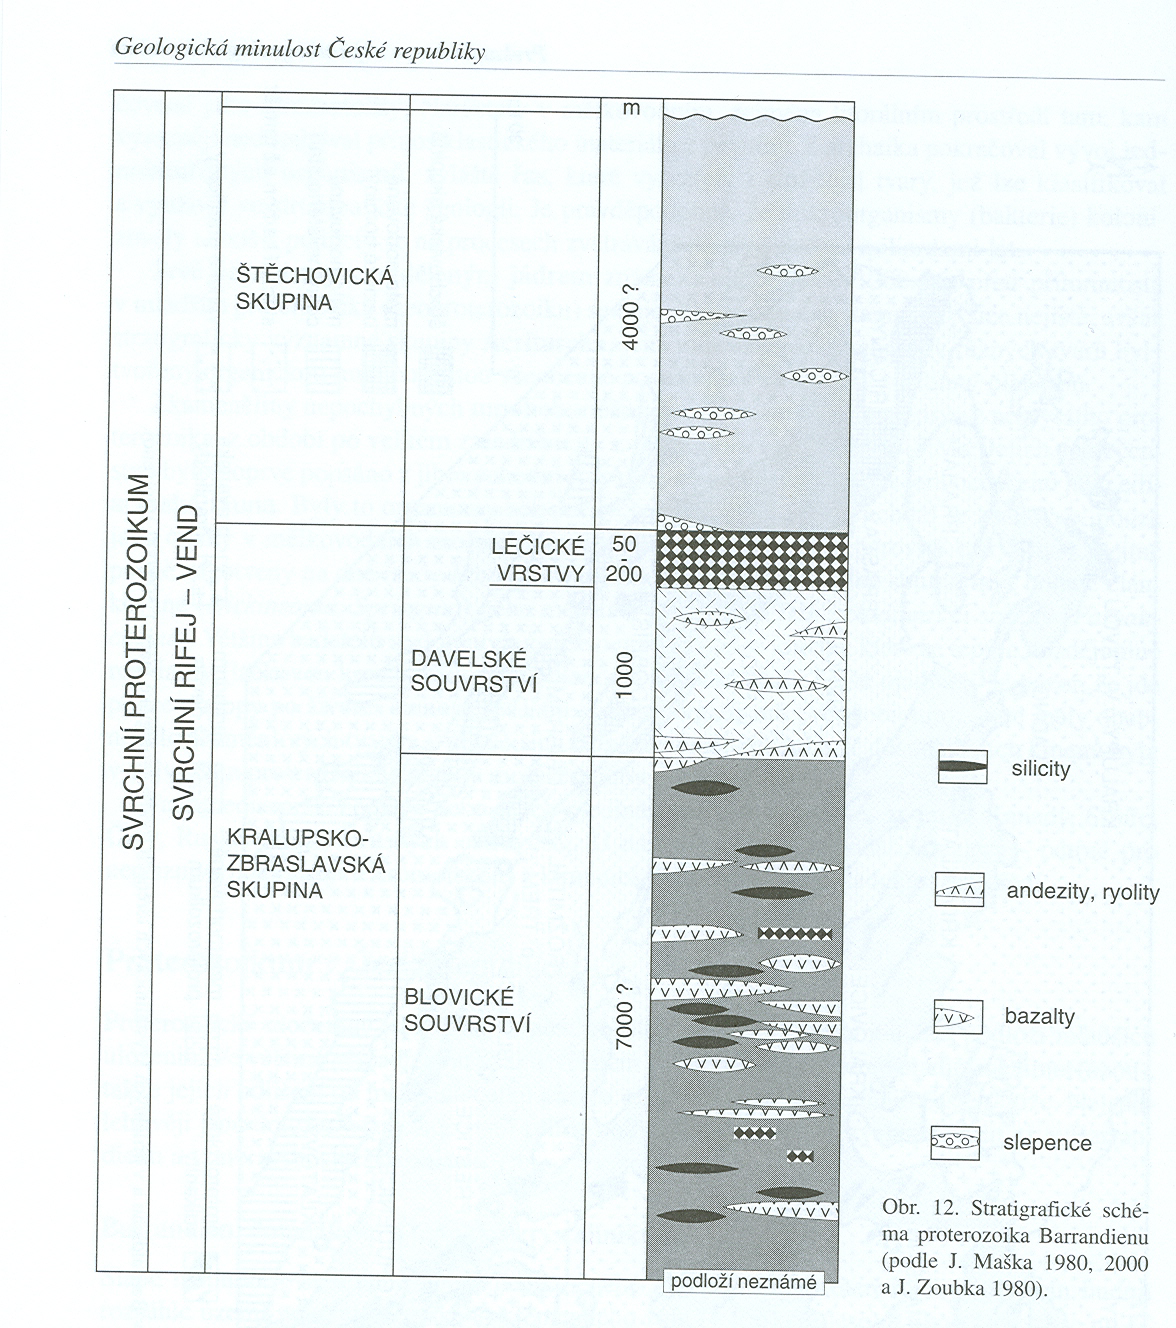 Geologická minulost České republiky
m
ŠTĚCHOVICKÁ
SKUPINA
4000 ?
LEČICKÉ
VRSTVY
50
-
200
DAVELSKÉ
SOUVRSTVÍ
1000
SVRCHNÍ PROTEROZOIKUM
SVRCHNÍ RIFEJ – VEND
KRALUPSKO-
ZBRASLAVSKÁ
SKUPINA
BLOVICKÉ
SOUVRSTVÍ
7000 ?
podloží neznámé
silicity
andezity, ryolity
bazalty
slepence
Obr. 12. Stratigrafické sché-
ma proterozoika Barrandienu
(podle J. Maška 1980, 2000
a J. Zoubka 1980).